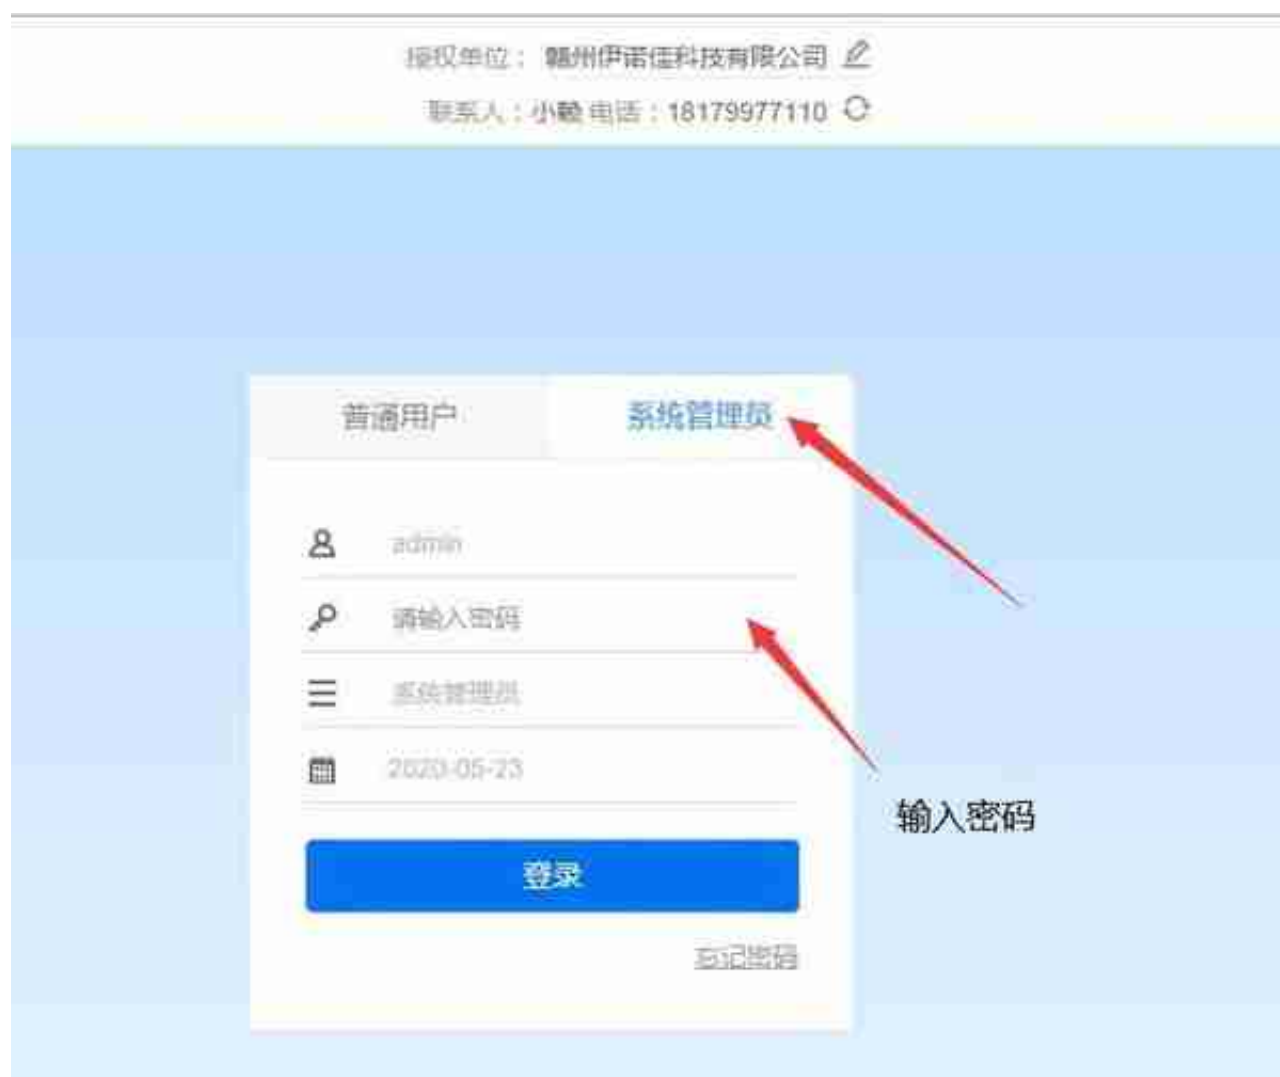 授权单位： 赣州伊诺佳科技有限公司
联系人：小赖 电话：18179977110
普通用户 系统管理员
admin
请输入密码
系统管理员
2020-05-23
输入密码
登录
忘记密码